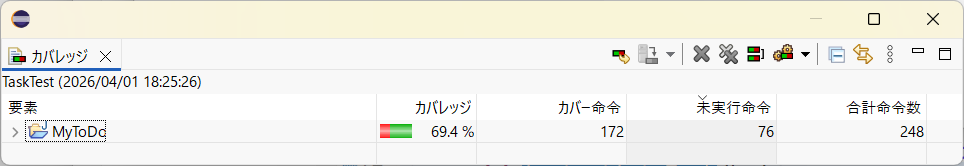 カバレッジ
TaskTest (2026/04/01 18:25:26)
要素 カバレッジ カバー命令 未実行命令 合計命令数
MyToDo 69.4 % 172 76 248